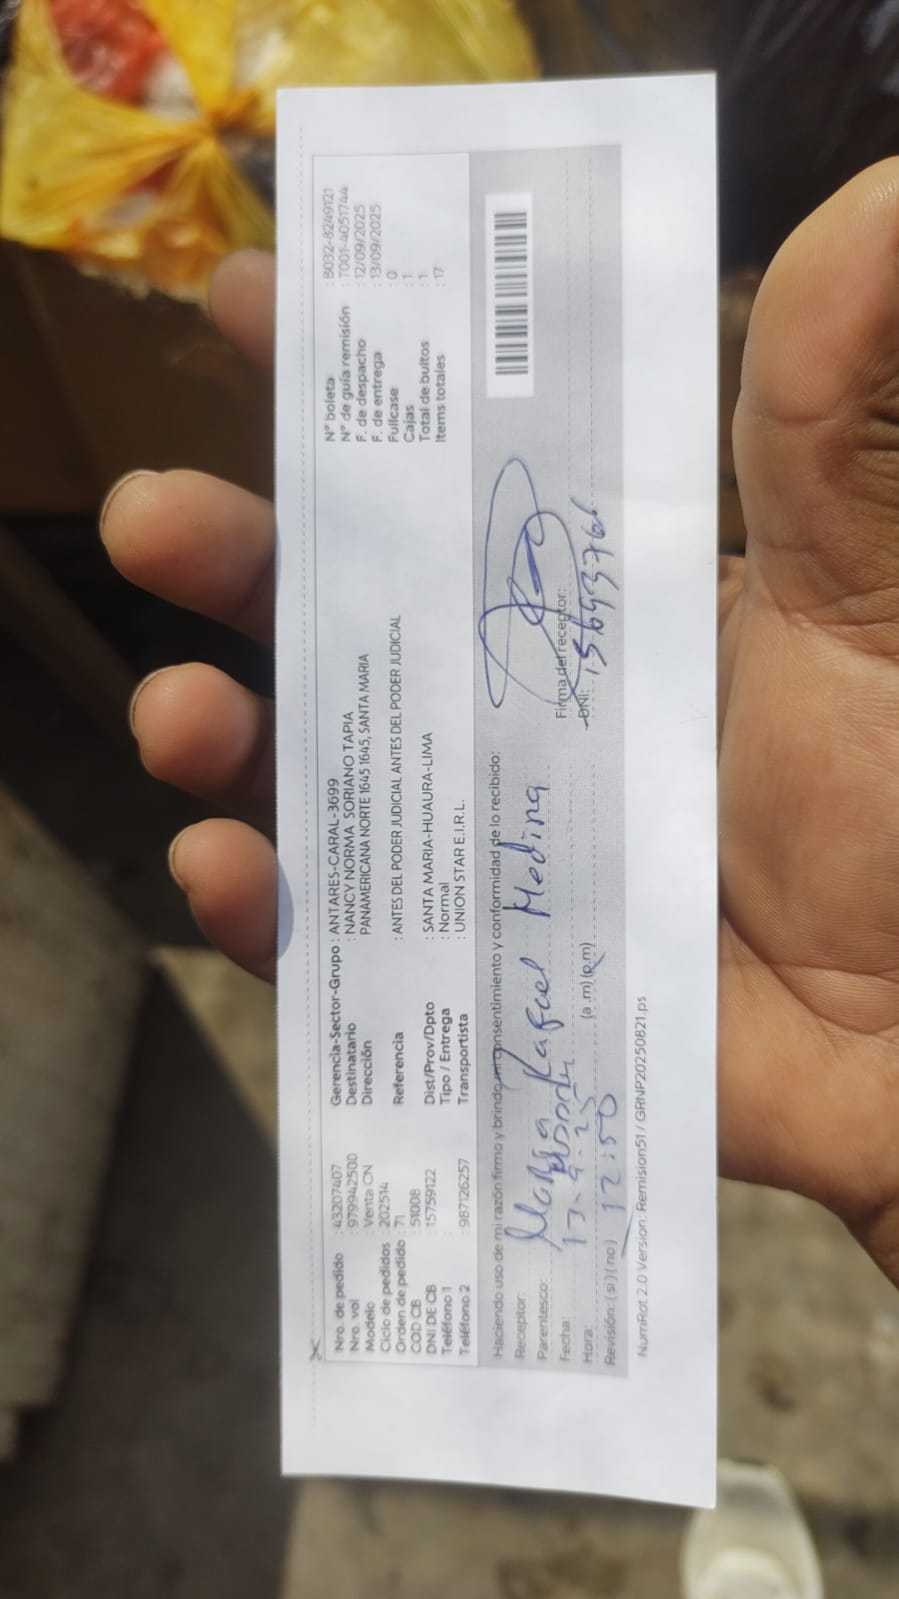 Nro. de pedido : 43207407
Nro. vol : 979942500
Modelo : Venta CN
Ciclo de pedidos : 202514
Orden de pedido : 71
COD CB : 51008
DNI DE CB : 15759122
Teléfono 1 :
Teléfono 2 : 987126257
Gerencia-Sector-Grupo : ANTARES-CARAL-3699
Destinatario : NANCY NORMA SORIANO TAPIA
Dirección : PANAMERICANA NORTE 1645 1645, SANTA MARIA
Referencia : ANTES DEL PODER JUDICIAL ANTES DEL PODER JUDICIAL
Dist/Prov/Dpto : SANTA MARIA-HUAURA-LIMA
Tipo / Entrega : Normal
Transportista : UNION STAR E.I.R.L.
N° boleta : B032-8249121
N° de guía remisión : T001-4051744
F. de despacho : 12/09/2025
F. de entrega : 13/09/2025
Fullcase : 0
Cajas : 1
Total de bultos : 1
Items totales : 17
Haciendo uso de mi razón firmo y brindo mi consentimiento y conformidad de lo recibido:
Receptor: Rafael Medina
Parentesco:
Fecha: 13-9-25
Hora: 12:50 (a.m)(p.m)
Revisión: (si) (no)
Firma del receptor:
DNI: 15693766
NumRot 2.0 Version: Remision51 / GRNP20250821.ps